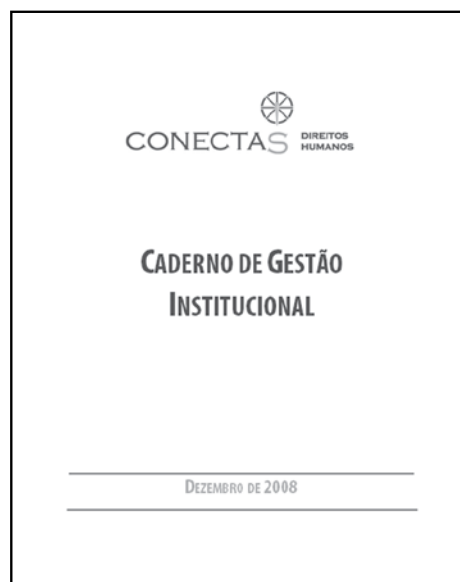 CONECTAS DIREITOS
HUMANOS
CADERNO DE GESTÃO
INSTITUCIONAL
DEZEMBRO DE 2008